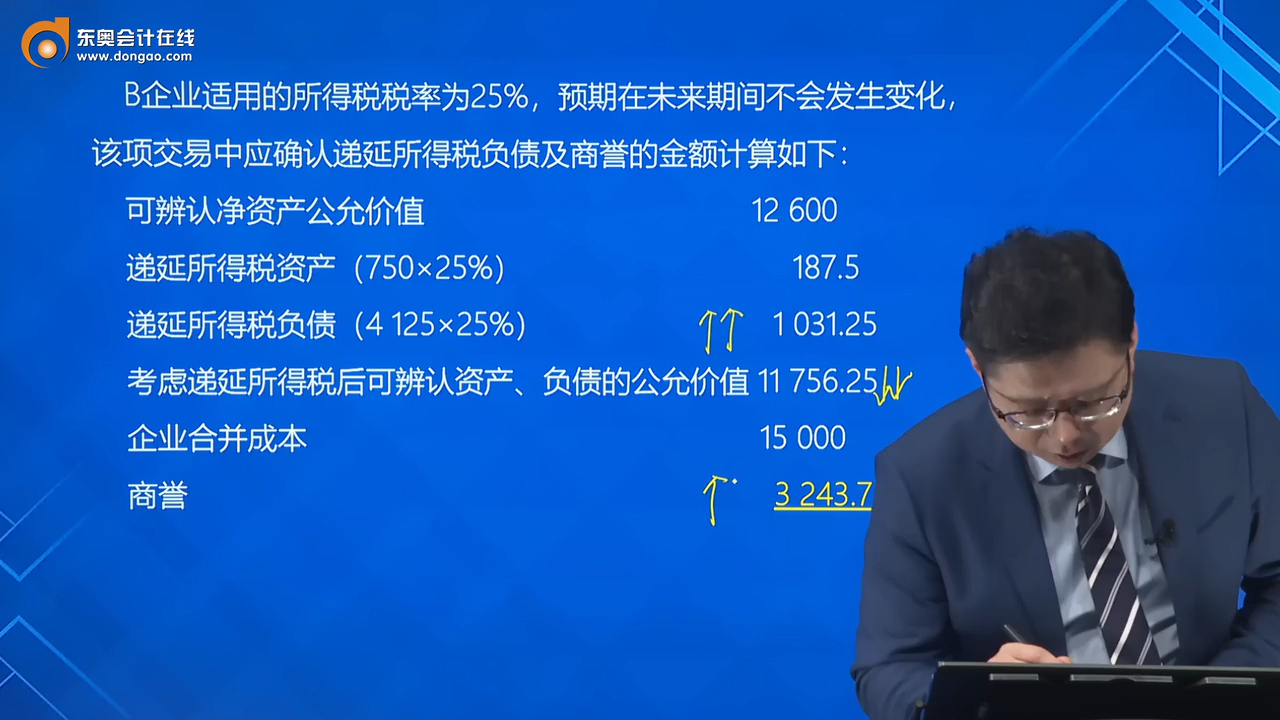 东奥会计在线
www.dongao.com
B企业适用的所得税税率为25%，预期在未来期间不会发生变化，
该项交易中应确认递延所得税负债及商誉的金额计算如下：
可辨认净资产公允价值 12 600
递延所得税资产（750×25%） 187.5
递延所得税负债（4 125×25%） 1 031.25
考虑递延所得税后可辨认资产、负债的公允价值 11 756.25
企业合并成本 15 000
商誉 3 243.7